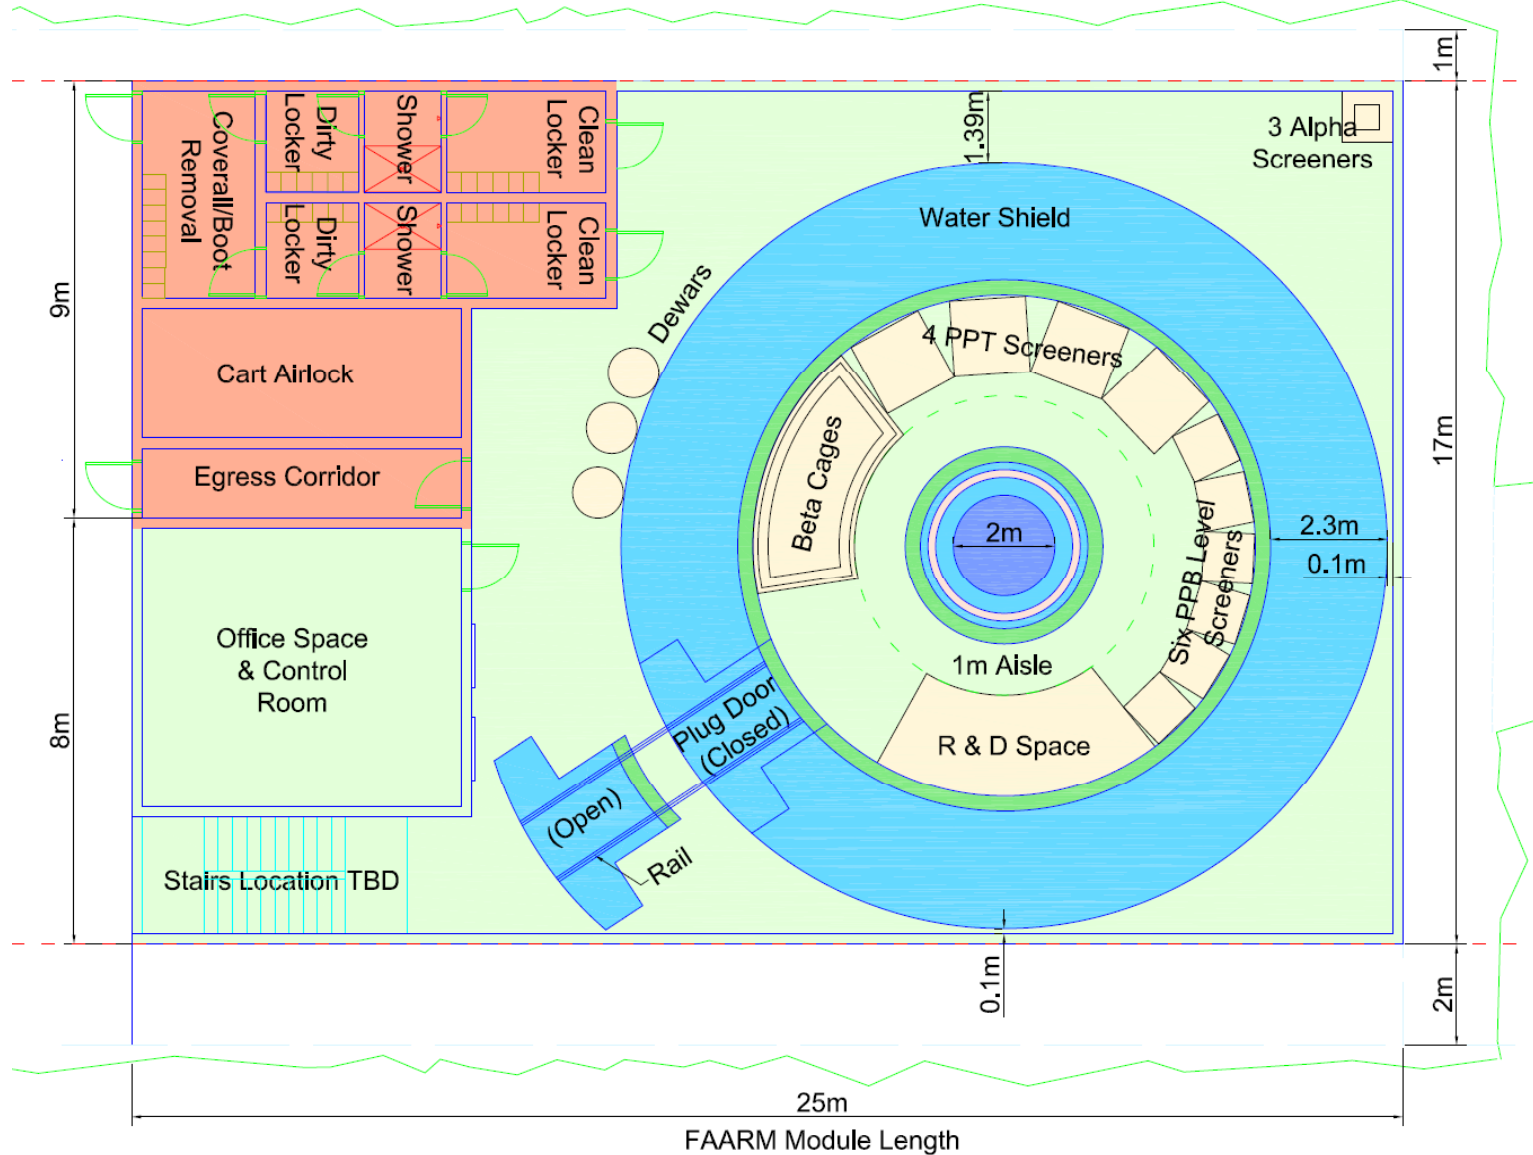 1m
1.39m
3 Alpha
Screeners
Coverall/Boot
Removal
Dirty
Locker
Shower
Clean
Locker
Dirty
Locker
Shower
Clean
Locker
Water Shield
Dewars
9m
Cart Airlock
4 PPT Screeners
17m
Egress Corridor
Beta Cages
2m
2.3m
0.1m
Six PPB Level
Screeners
Office Space
& Control
Room
1m Aisle
8m
Plug Door
(Closed)
R & D Space
(Open)
Rail
Stairs Location TBD
0.1m
2m
25m
FAARM Module Length